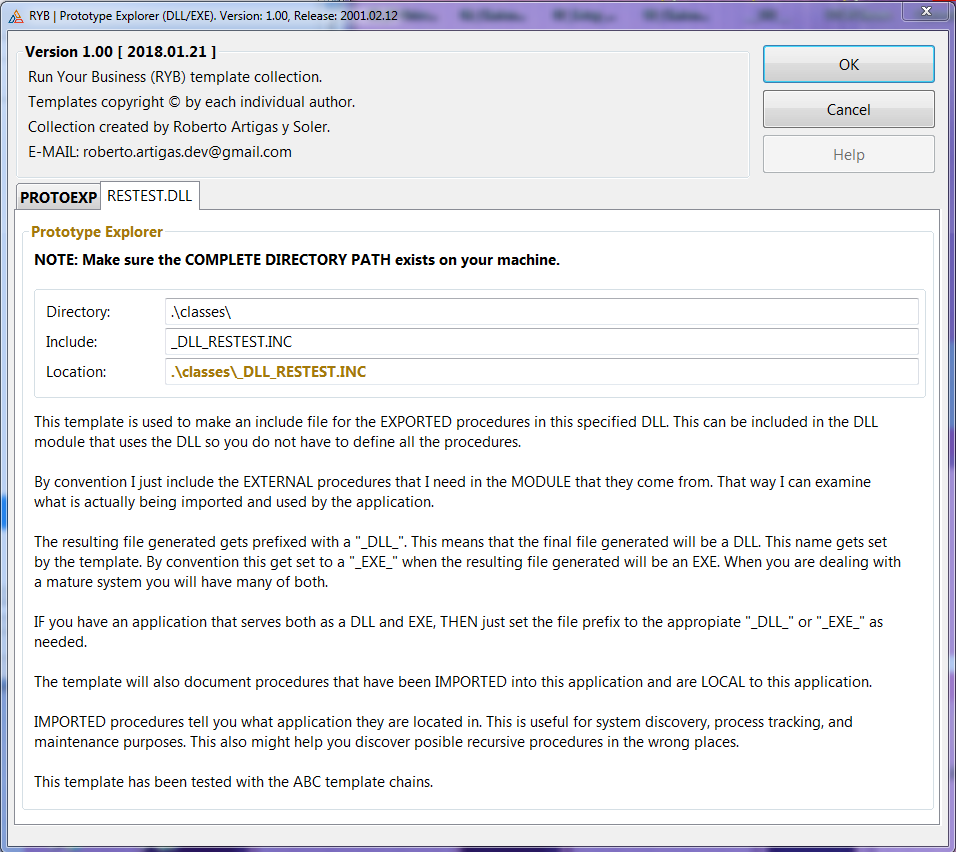 RYB | Prototype Explorer (DLL/EXE). Version: 1.00, Release: 2001.02.12
Version 1.00 [ 2018.01.21 ]
Run Your Business (RYB) template collection.
Templates copyright © by each individual author.
Collection created by Roberto Artigas y Soler.
E-MAIL: roberto.artigas.dev@gmail.com
OK
Cancel
Help
PROTOEXP
RESTEST.DLL
Prototype Explorer
NOTE: Make sure the COMPLETE DIRECTORY PATH exists on your machine.
Directory: .\classes\
Include: _DLL_RESTEST.INC
Location: .\classes\_DLL_RESTEST.INC
This template is used to make an include file for the EXPORTED procedures in this specified DLL. This can be included in the DLL
module that uses the DLL so you do not have to define all the procedures.
By convention I just include the EXTERNAL procedures that I need in the MODULE that they come from. That way I can examine
what is actually being imported and used by the application.
The resulting file generated gets prefixed with a "_DLL_". This means that the final file generated will be a DLL. This name gets set
by the template. By convention this get set to a "_EXE_" when the resulting file generated will be an EXE. When you are dealing with
a mature system you will have many of both.
IF you have an application that serves both as a DLL and EXE, THEN just set the file prefix to the appropiate "_DLL_" or "_EXE_" as
needed.
The template will also document procedures that have been IMPORTED into this application and are LOCAL to this application.
IMPORTED procedures tell you what application they are located in. This is useful for system discovery, process tracking, and
maintenance purposes. This also might help you discover posible recursive procedures in the wrong places.
This template has been tested with the ABC template chains.